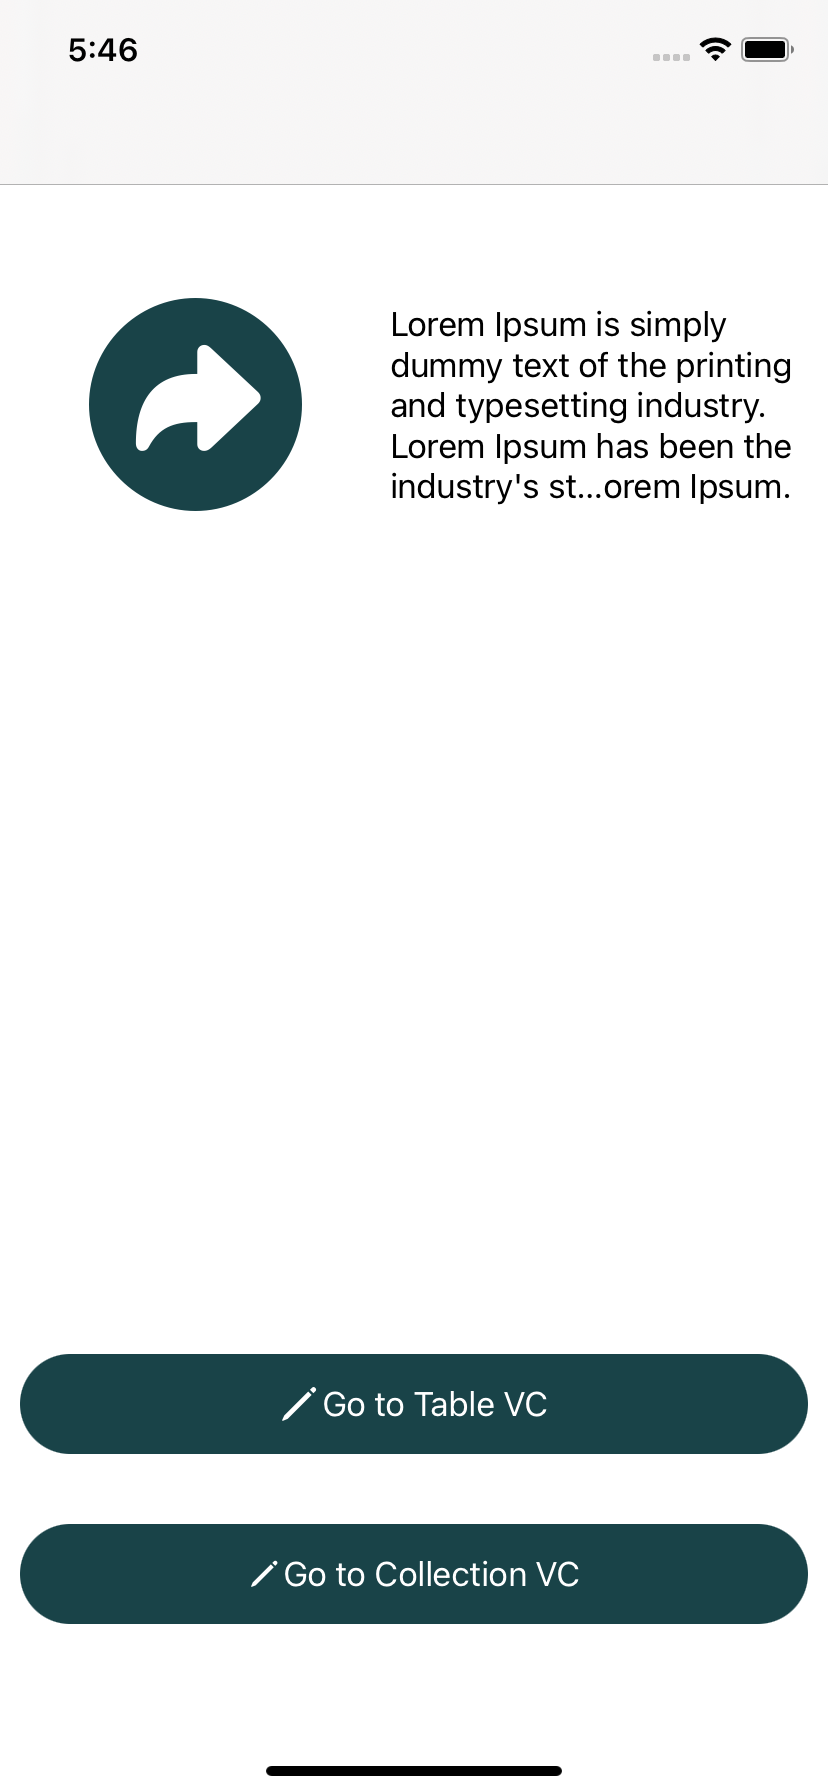 5:46
Lorem Ipsum is simply
dummy text of the printing
and typesetting industry.
Lorem Ipsum has been the
industry's st...orem Ipsum.
Go to Table VC
Go to Collection VC